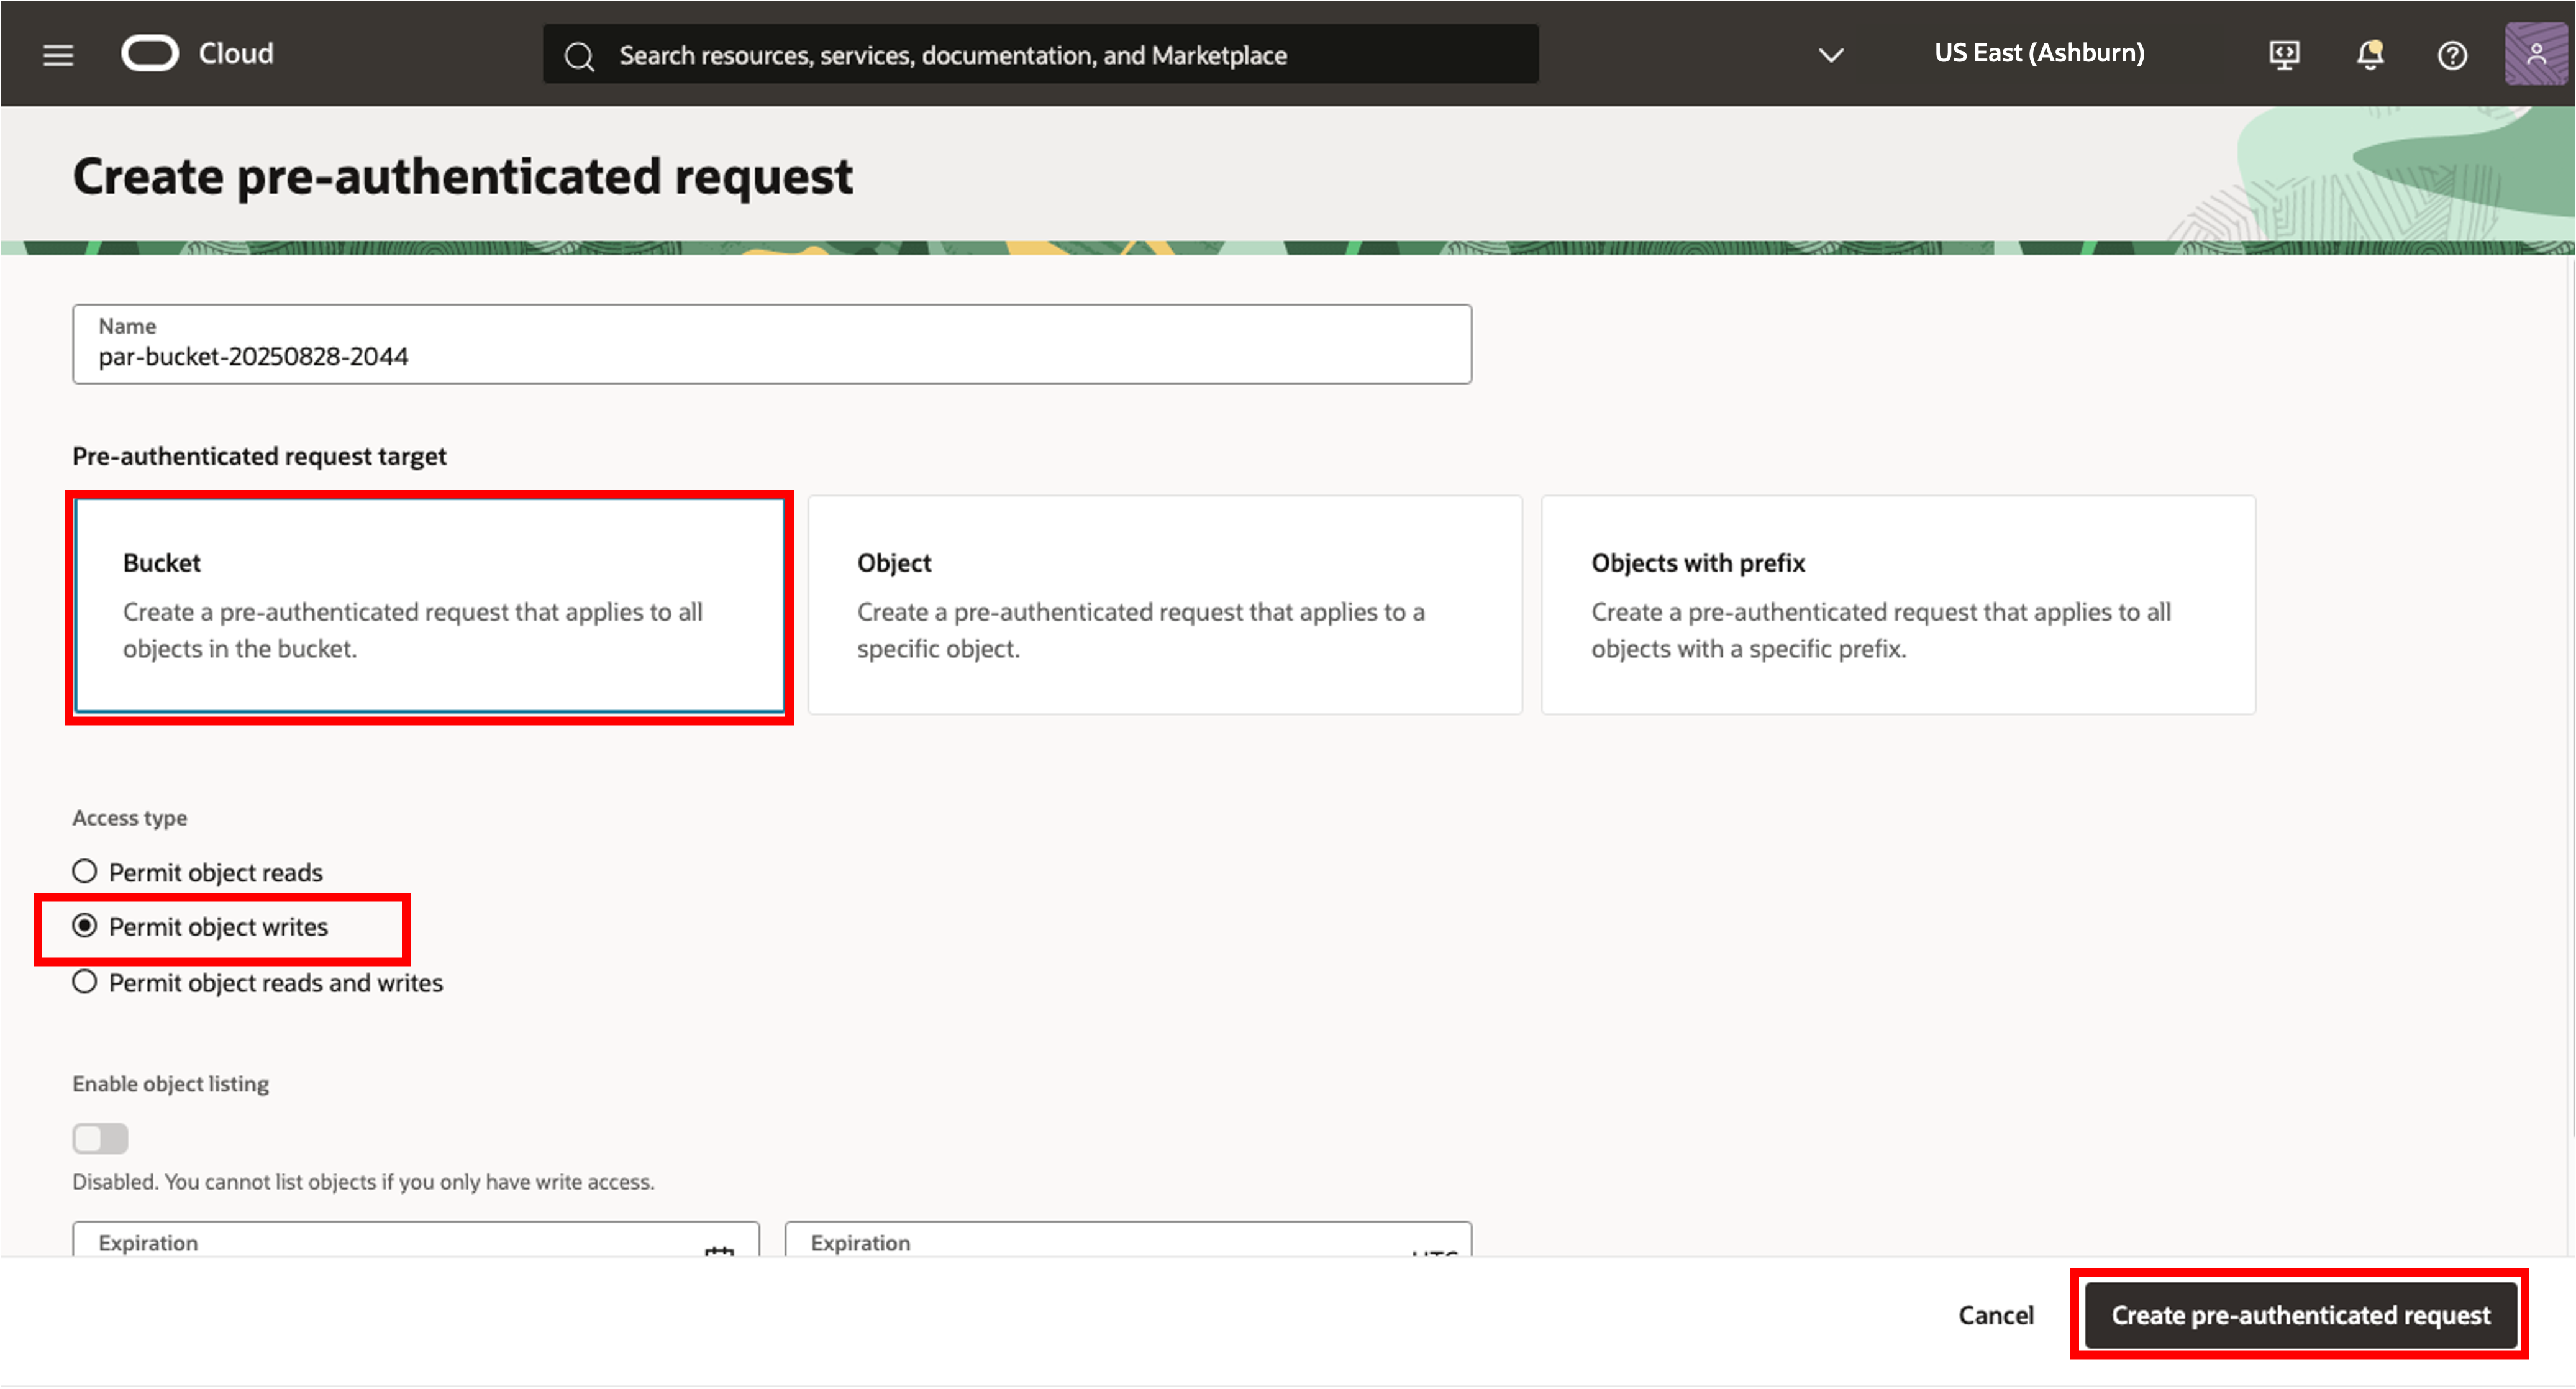 Cloud
Search resources, services, documentation, and Marketplace
US East (Ashburn)
Create pre-authenticated request
Name
par-bucket-20250828-2044
Pre-authenticated request target
Bucket
Create a pre-authenticated request that applies to all
objects in the bucket.
Object
Create a pre-authenticated request that applies to a
specific object.
Objects with prefix
Create a pre-authenticated request that applies to all
objects with a specific prefix.
Access type
Permit object reads
Permit object writes
Permit object reads and writes
Enable object listing
Disabled. You cannot list objects if you only have write access.
Expiration
Expiration
UTC
Cancel
Create pre-authenticated request